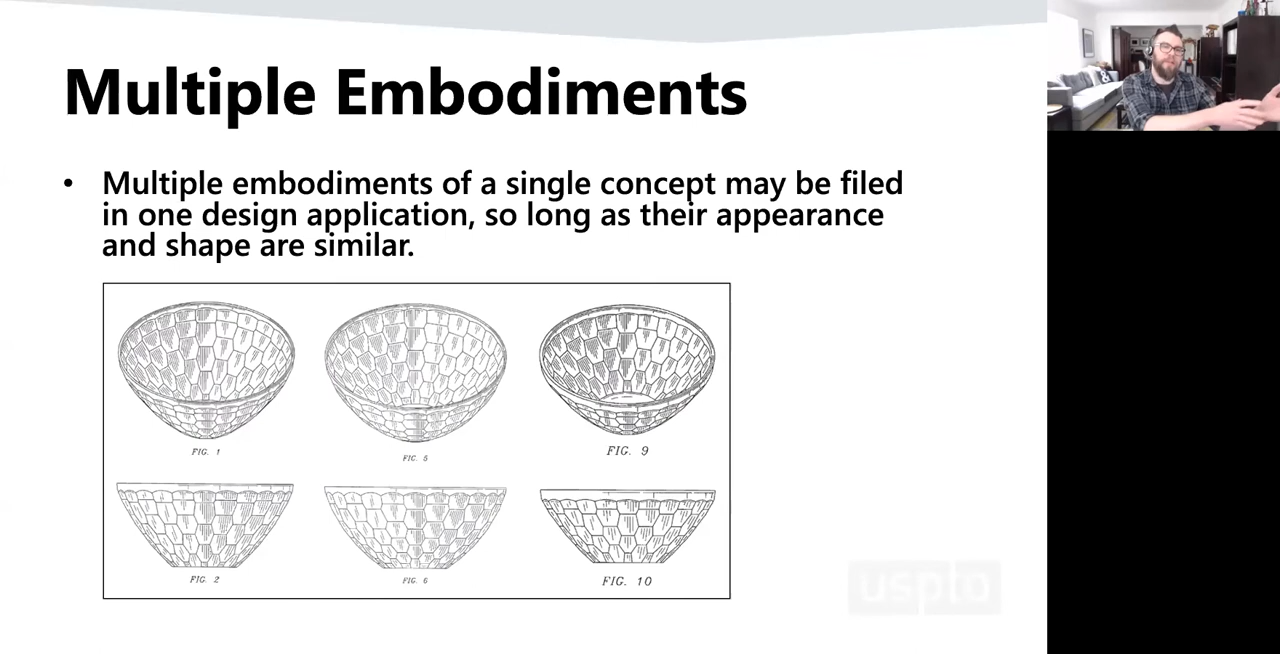 Multiple Embodiments
• Multiple embodiments of a single concept may be filed
in one design application, so long as their appearance
and shape are similar.
FIG. 1
FIG. 5
FIG. 9
FIG. 2
FIG. 6
FIG. 10
uspto